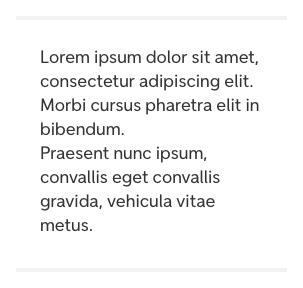 Lorem ipsum dolor sit amet,
consectetur adipiscing elit.
Morbi cursus pharetra elit in
bibendum.
Praesent nunc ipsum,
convallis eget convallis
gravida, vehicula vitae
metus.